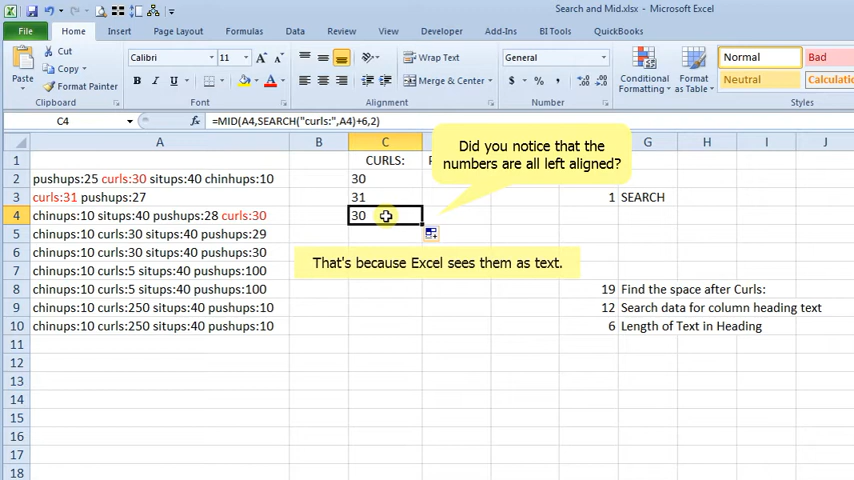 Search and Mid.xlsx - Microsoft Excel
File Home Insert Page Layout Formulas Data Review View Developer Add-Ins BI Tools QuickBooks
Paste
Cut
Copy
Format Painter
Clipboard
Calibri 11
B I U
Font
Wrap Text
Merge & Center
Alignment
General
$ % ,
Number
Conditional Formatting
Format as Table
Normal Bad
Neutral Calculatio
Styles
C4 fx =MID(A4,SEARCH("curls:",A4)+6,2)
A B C G H I J
1 CURLS: P
2 pushups:25 curls:30 situps:40 chinhups:10 30
3 curls:31 pushups:27 31 1 SEARCH
4 chinups:10 situps:40 pushups:28 curls:30 30
5 chinups:10 curls:30 situps:40 pushups:29
6 chinups:10 curls:30 situps:40 pushups:30
7 chinups:10 curls:5 situps:40 pushups:100
8 chinups:10 curls:5 situps:40 pushups:100 19 Find the space after Curls:
9 chinups:10 curls:250 situps:40 pushups:10 12 Search data for column heading text
10 chinups:10 curls:250 situps:40 pushups:10 6 Length of Text in Heading
11
12
13
14
15
16
17
18
Did you notice that the
numbers are all left aligned?
That's because Excel sees them as text.